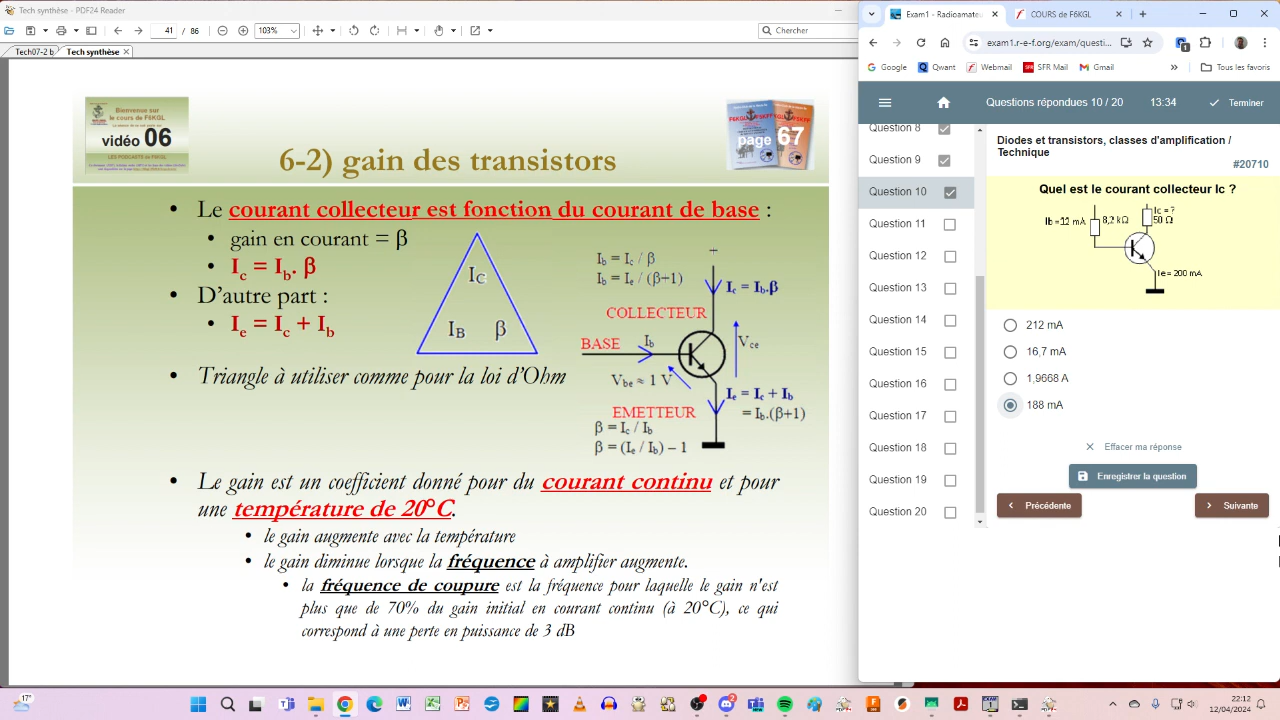 Tech synthèse - PDF24 Reader
41 / 86
103%
Chercher
Tech07-2 b
Tech synthèse
Bienvenue sur
le cours de F6KGL
vidéo 06
LES PODCASTS DE F6KGL
page 67
6-2) gain des transistors
• Le courant collecteur est fonction du courant de base :
• gain en courant = β
• Ic = Ib. β
• D'autre part :
• Ie = Ic + Ib
• Triangle à utiliser comme pour la loi d'Ohm
IC
IB β
Ib = Ic / β
Ib = Ie / (β+1)
Ic = Ib.β
COLLECTEUR
BASE
Ib
Vce
Vbe ≈ 1 V
Ie = Ic + Ib
= Ib.(β+1)
EMETTEUR
β = Ic / Ib
β = (Ie / Ib) – 1
• Le gain est un coefficient donné pour du courant continu et pour
une température de 20°C.
• le gain augmente avec la température
• le gain diminue lorsque la fréquence à amplifier augmente.
• la fréquence de coupure est la fréquence pour laquelle le gain n'est
plus que de 70% du gain initial en courant continu (à 20°C), ce qui
correspond à une perte en puissance de 3 dB
Exam1 - Radioamate
COURS de F6KGL
exam1.r-e-f.org/exam/questi...
Google
Qwant
Webmail
SFR Mail
Gmail
»
Tous les favoris
Questions répondues 10 / 20
13:34
Terminer
Question 8
Question 9
Question 10
Question 11
Question 12
Question 13
Question 14
Question 15
Question 16
Question 17
Question 18
Question 19
Question 20
Diodes et transistors, classes d'amplification /
Technique
#20710
Quel est le courant collecteur Ic ?
Ib =12 mA
8,2 kΩ
Ic = ?
50 Ω
Ie = 200 mA
212 mA
16,7 mA
1,9668 A
188 mA
Effacer ma réponse
Enregistrer la question
Précédente
Suivante
17°
22:12
12/04/2024